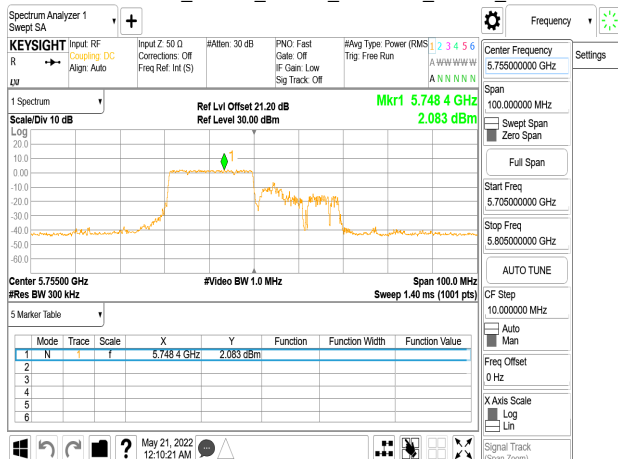 Spectrum Analyzer 1
Swept SA
Frequency
KEYSIGHT
R
LXI
Input: RF
Coupling: DC
Align: Auto
Input Z: 50 Ω
Corrections: Off
Freq Ref: Int (S)
#Atten: 30 dB
PNO: Fast
Gate: Off
IF Gain: Low
Sig Track: Off
#Avg Type: Power (RMS
Trig: Free Run
1 2 3 4 5 6
A W W W W W
A N N N N N
Center Frequency
5.755000000 GHz
Settings
Span
100.000000 MHz
Swept Span
Zero Span
Full Span
Start Freq
5.705000000 GHz
Stop Freq
5.805000000 GHz
AUTO TUNE
CF Step
10.000000 MHz
Auto
Man
Freq Offset
0 Hz
X Axis Scale
Log
Lin
Signal Track
(Span Zoom)
1 Spectrum
Scale/Div 10 dB
Ref Lvl Offset 21.20 dB
Ref Level 30.00 dBm
Mkr1 5.748 4 GHz
2.083 dBm
Log
20.0
10.0
0.00
-10.0
-20.0
-30.0
-40.0
-50.0
-60.0
1
Center 5.75500 GHz
#Res BW 300 kHz
#Video BW 1.0 MHz
Span 100.0 MHz
Sweep 1.40 ms (1001 pts)
5 Marker Table
Mode Trace Scale X Y Function Function Width Function Value
1 N 1 f 5.748 4 GHz 2.083 dBm
2
3
4
5
6
?
May 21, 2022
12:10:21 AM